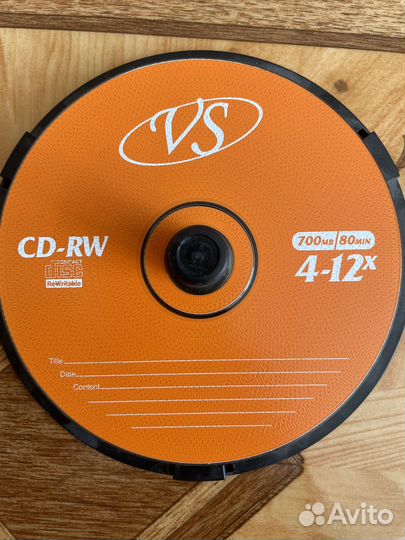 VS
CD-RW
COMPACT
disc
ReWritable
700MB 80MIN
4-12x
Title
Date
Content
Avito